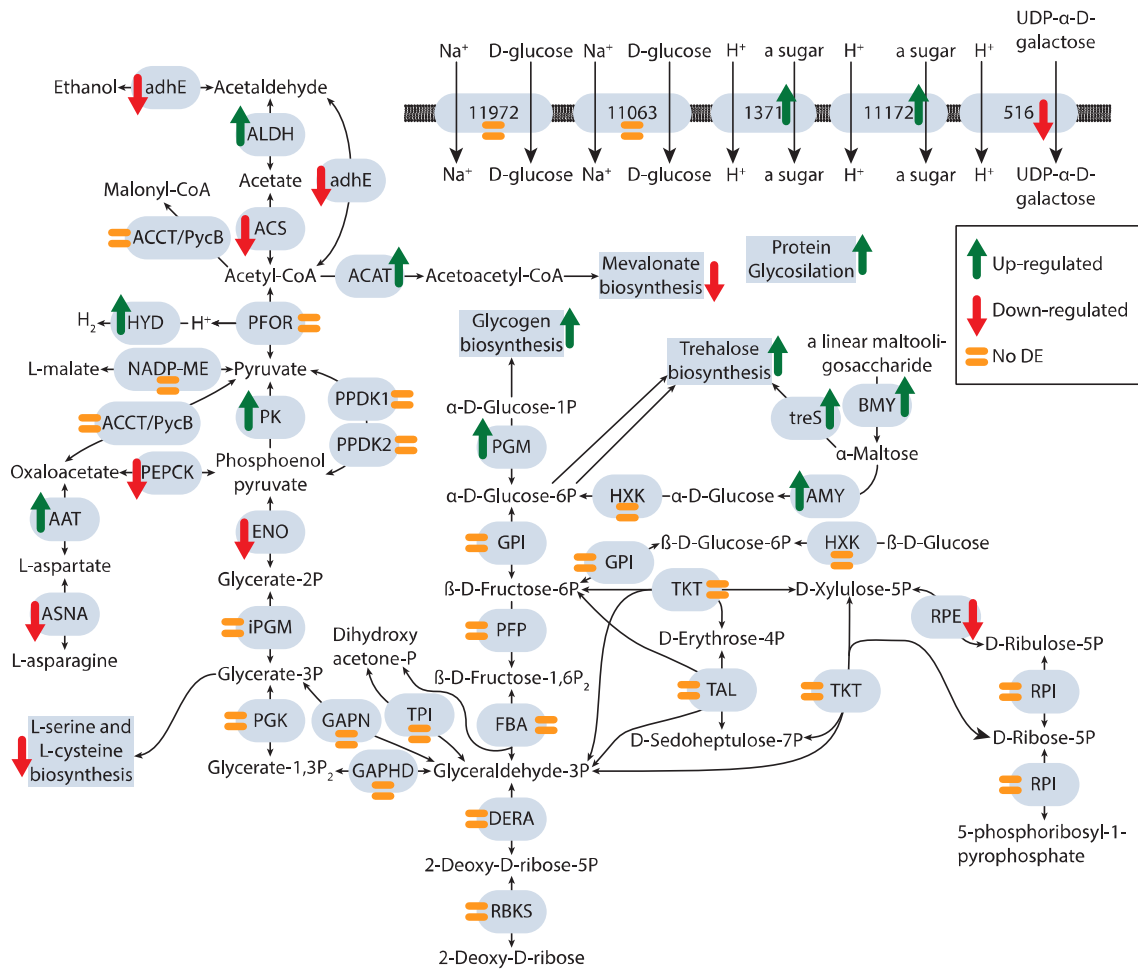 UDP-α-D-
galactose
Na⁺
D-glucose
Na⁺
D-glucose
H⁺
a sugar
H⁺
a sugar
H⁺
11972
11063
1371
11172
516
Na⁺
D-glucose
Na⁺
D-glucose
H⁺
a sugar
H⁺
a sugar
H⁺
UDP-α-D-
galactose
Ethanol
adhE
Acetaldehyde
ALDH
Acetate
adhE
Malonyl-CoA
ACCT/PycB
ACS
Acetyl-CoA
ACAT
Acetoacetyl-CoA
Mevalonate
biosynthesis
Protein
Glycosilation
Up-regulated
Down-regulated
No DE
H₂
HYD
H⁺
PFOR
L-malate
NADP-ME
Pyruvate
ACCT/PycB
PK
PPDK1
PPDK2
Oxaloacetate
PEPCK
Phosphoenol
pyruvate
AAT
L-aspartate
ASNA
L-asparagine
ENO
Glycerate-2P
iPGM
Glycerate-3P
L-serine and
L-cysteine
biosynthesis
PGK
Glycerate-1,3P₂
GAPHD
GAPN
TPI
Dihydroxy
acetone-P
Glycogen
biosynthesis
α-D-Glucose-1P
PGM
α-D-Glucose-6P
HXK
α-D-Glucose
AMY
Trehalose
biosynthesis
a linear maltooli-
gosaccharide
treS
BMY
α-Maltose
GPI
GPI
ß-D-Glucose-6P
HXK
ß-D-Glucose
ß-D-Fructose-6P
TKT
D-Xylulose-5P
PFP
D-Erythrose-4P
RPE
D-Ribulose-5P
ß-D-Fructose-1,6P₂
TAL
TKT
RPI
FBA
D-Sedoheptulose-7P
D-Ribose-5P
Glyceraldehyde-3P
RPI
DERA
5-phosphoribosyl-1-
pyrophosphate
2-Deoxy-D-ribose-5P
RBKS
2-Deoxy-D-ribose